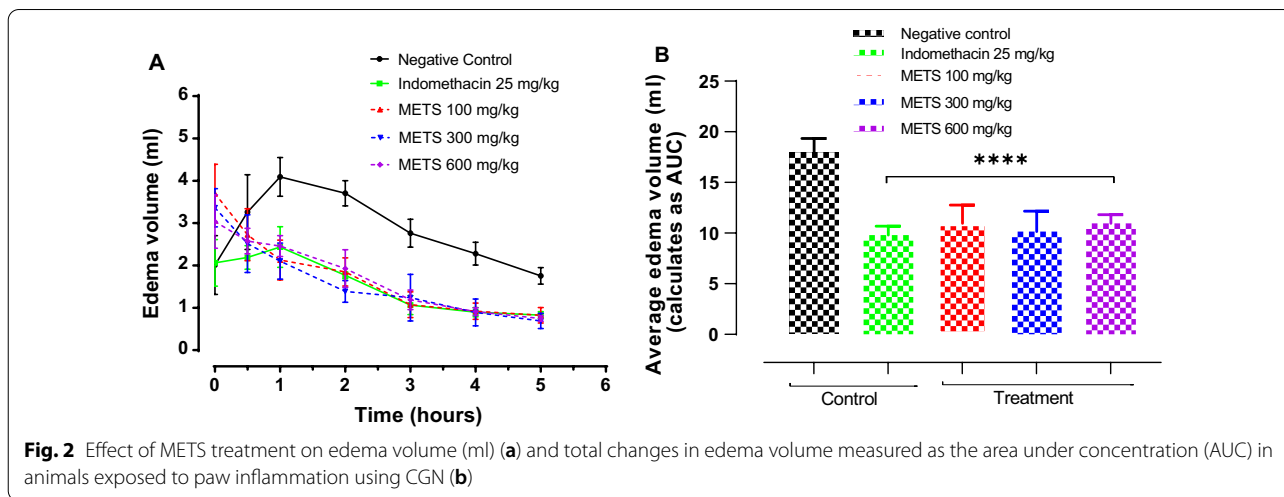 A
Negative Control
Indomethacin 25 mg/kg
METS 100 mg/kg
METS 300 mg/kg
METS 600 mg/kg
Edema volume (ml)
6
5
4
3
2
1
0
0 1 2 3 4 5 6
Time (hours)
B
Negative control
Indomethacin 25 mg/kg
METS 100 mg/kg
METS 300 mg/kg
METS 600 mg/kg
Average edema volume (ml)
(calculates as AUC)
25
20
15
10
5
0
****
Control Treatment
Fig. 2 Effect of METS treatment on edema volume (ml) (a) and total changes in edema volume measured as the area under concentration (AUC) in
animals exposed to paw inflammation using CGN (b)